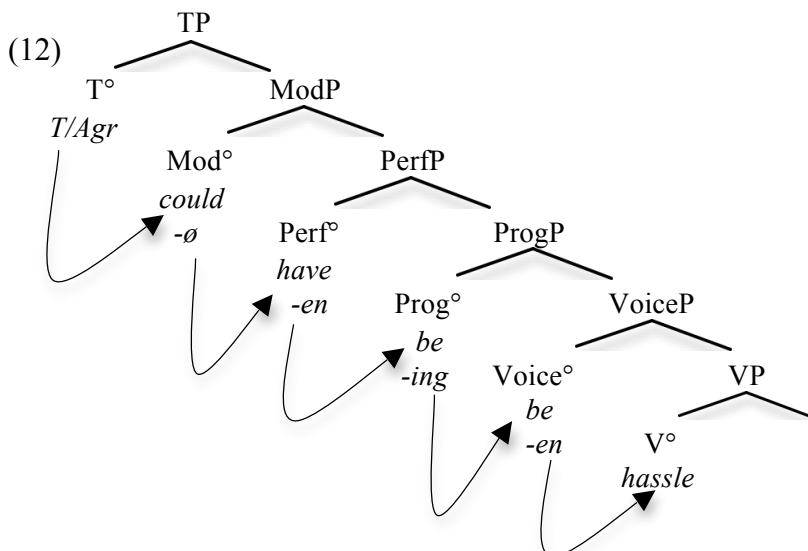 TP
(12)
T° ModP
T/Agr
Mod° PerfP
could
-ø Perf° ProgP
have
-en Prog° VoiceP
be
-ing Voice° VP
be
-en V°
hassle